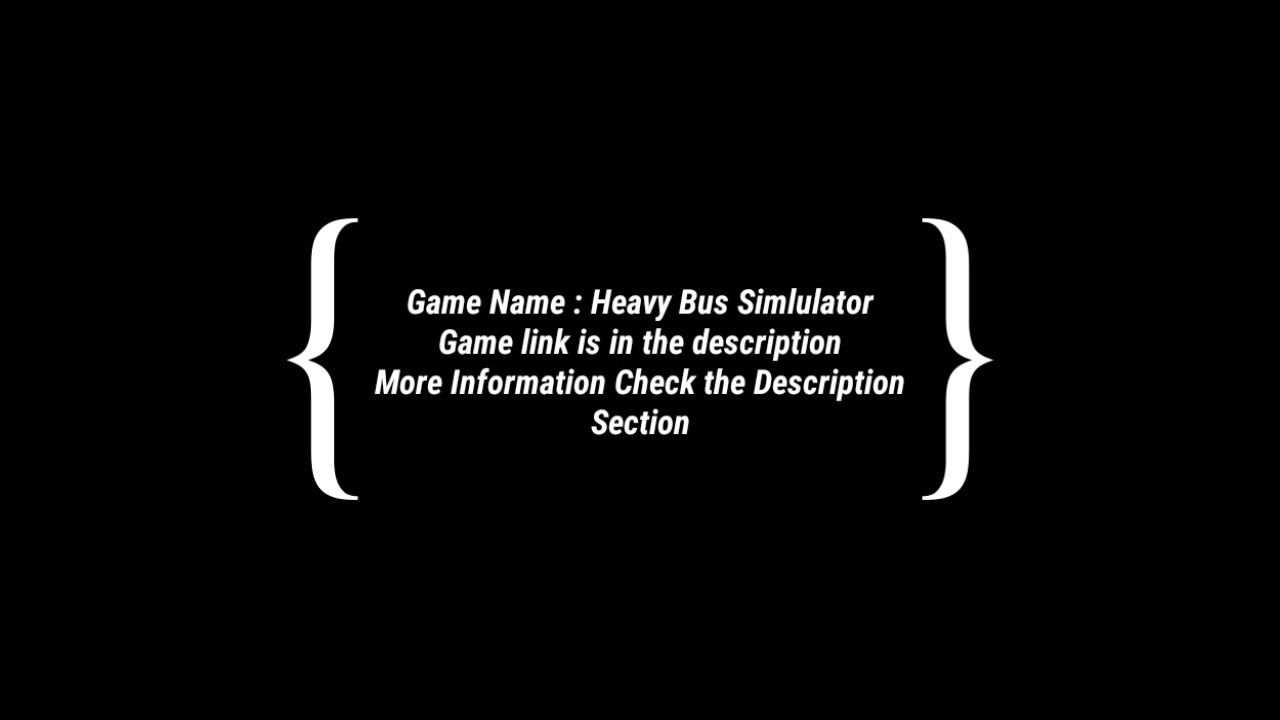 Game Name : Heavy Bus Simlulator
Game link is in the description
More Information Check the Description
Section